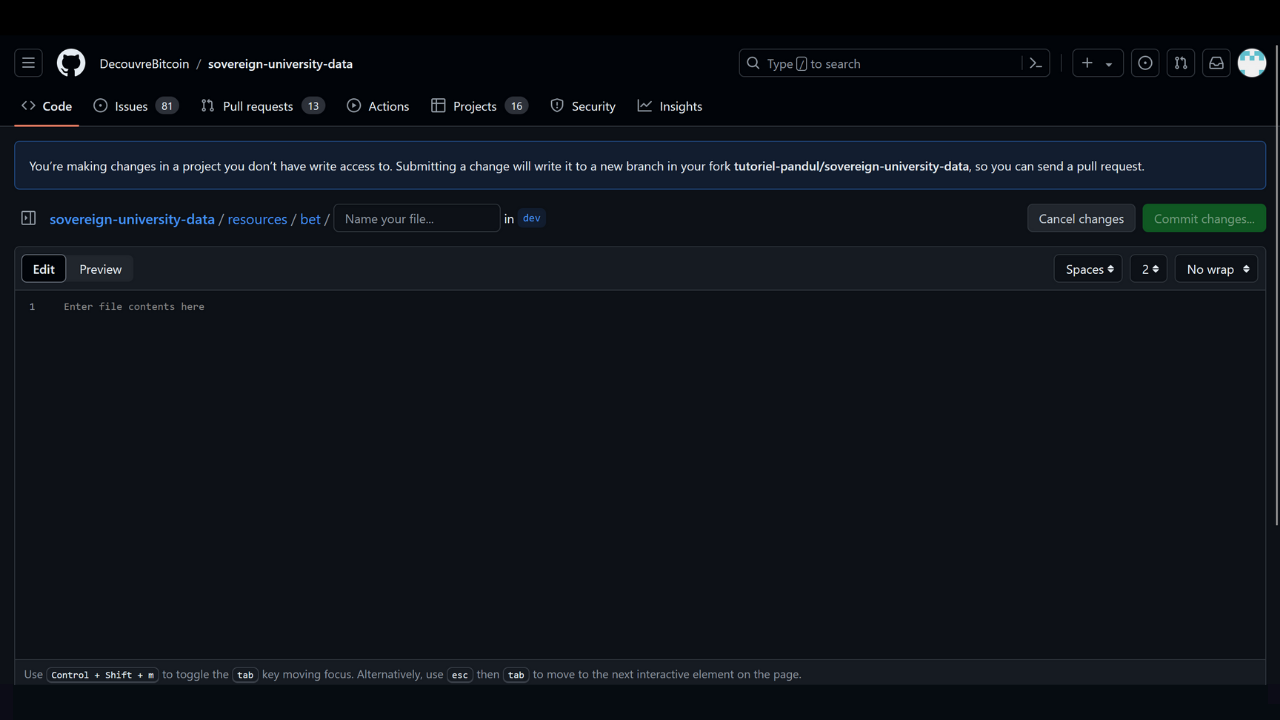 DecouvreBitcoin / sovereign-university-data
Type / to search
Code Issues 81 Pull requests 13 Actions Projects 16 Security Insights
You're making changes in a project you don't have write access to. Submitting a change will write it to a new branch in your fork tutoriel-pandul/sovereign-university-data, so you can send a pull request.
sovereign-university-data / resources / bet / Name your file... in dev
Cancel changes Commit changes...
Edit Preview
Spaces 2 No wrap
1 Enter file contents here
Use Control + Shift + m to toggle the tab key moving focus. Alternatively, use esc then tab to move to the next interactive element on the page.